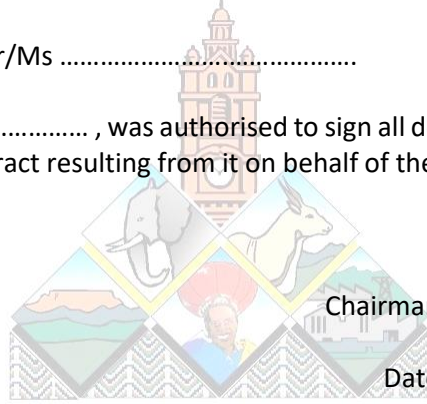 r/Ms ……………………………………….
…………… , was authorised to sign all d
ract resulting from it on behalf of the
Chairma
Dat